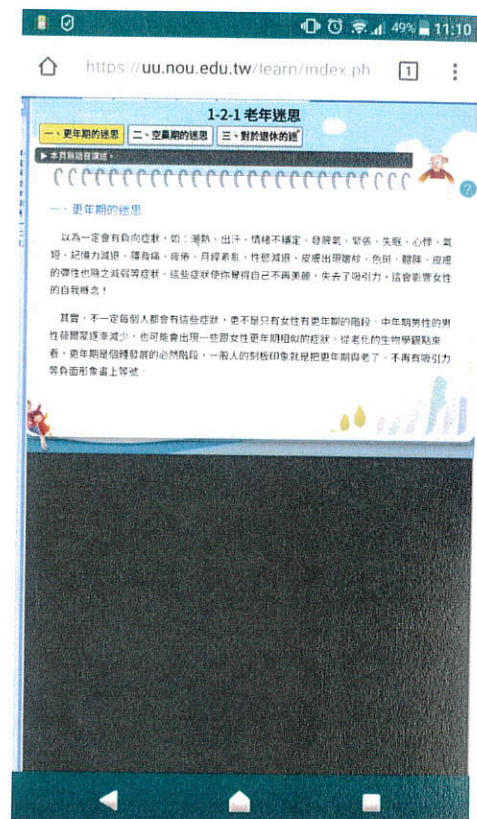 49% 11:10
https://uu.nou.edu.tw/learn/index.ph 1
1-2-1 老年迷思
一、更年期的迷思 二、空巢期的迷思 三、對於退休的迷
▶ 本頁無語音講述。
一、更年期的迷思
以為一定會有負向症狀，如：潮熱、出汗、情緒不穩定、發脾氣、緊張、失眠、心悸、氣
短、記憶力減退、腰背痛、疲倦、月經紊亂、性慾減退、皮膚出現皺紋、色斑、鬆胖、皮膚
的彈性也隨之減弱等症狀。這些症狀使你覺得自己不再美麗，失去了吸引力，這會影響女性
的自我概念！
其實，不一定每個人都會有這些症狀，更不是只有女性有更年期的階段。中年期男性的男
性荷爾蒙逐漸減少，也可能會出現一些跟女性更年期相似的症狀。從老化的生物學觀點來
看，更年期是個體發展的必然階段，一般人的刻板印象就是把更年期與老了、不再有吸引力
等負面形象畫上等號。